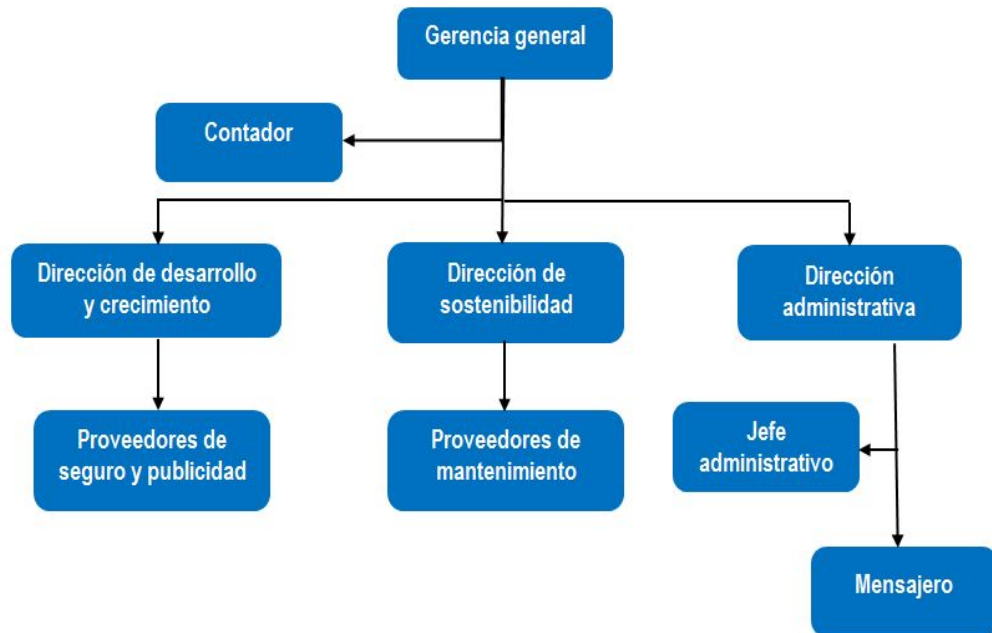 Gerencia general
Contador
Dirección de desarrollo
y crecimiento
Dirección de
sostenibilidad
Dirección
administrativa
Proveedores de
seguro y publicidad
Proveedores de
mantenimiento
Jefe
administrativo
Mensajero